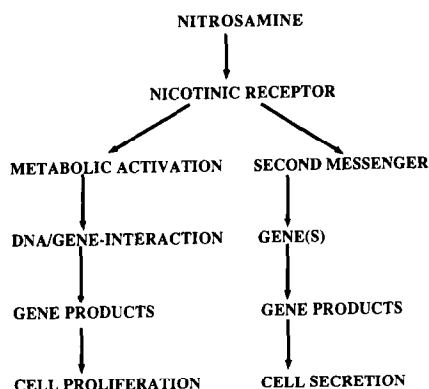 NITROSAMINE
NICOTINIC RECEPTOR
METABOLIC ACTIVATION
SECOND MESSENGER
DNA/GENE-INTERACTION
GENE(S)
GENE PRODUCTS
GENE PRODUCTS
CELL PROLIFERATION
CELL SECRETION